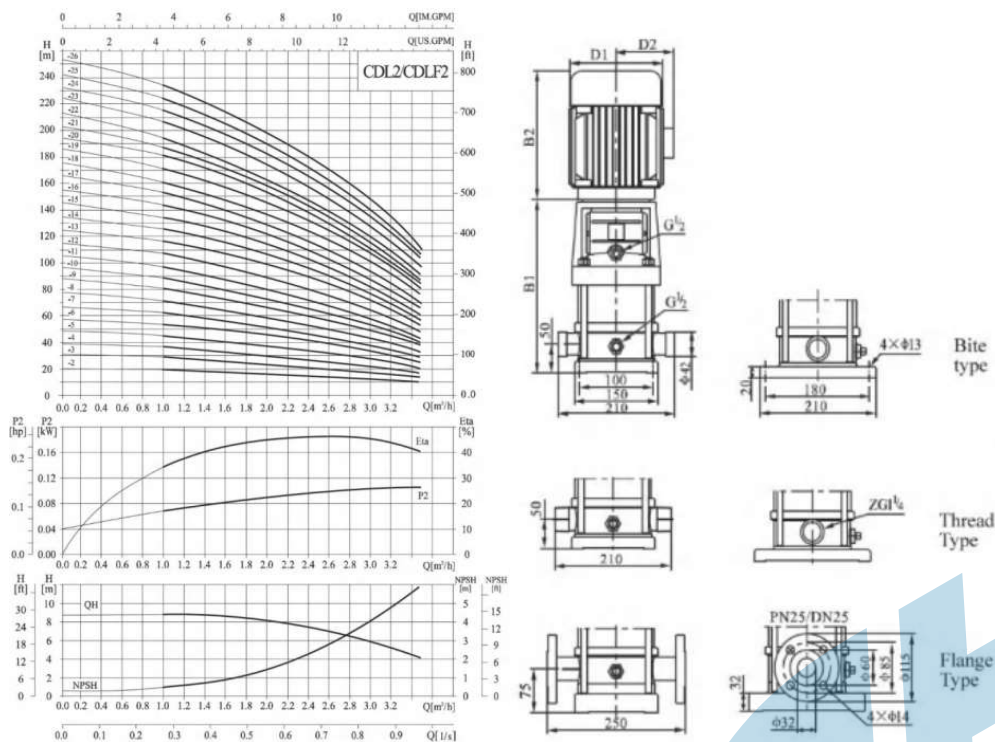 0 2 4 6 8 10 Q[IM.GPM]
0 2 4 6 8 10 12 Q[US.GPM]
H
[m]
H
[ft]
CDL2/CDLF2
240
220
200
180
160
140
120
100
80
60
40
20
0
-26
-25
-24
-23
-22
-21
-20
-19
-18
-17
-16
-15
-14
-13
-12
-11
-10
-9
-8
-7
-6
-5
-4
-3
-2
800
700
600
500
400
300
200
100
0.0
0.0 0.2 0.4 0.6 0.8 1.0 1.2 1.4 1.6 1.8 2.0 2.2 2.4 2.6 2.8 3.0 3.2 Q[m³/h]
P2
[hp]
P2
[kW]
Eta
[%]
0.2
0.1
0.0
0.16
0.12
0.08
0.04
0.00
Eta
P2
40
30
20
10
0
0.0 0.2 0.4 0.6 0.8 1.0 1.2 1.4 1.6 1.8 2.0 2.2 2.4 2.6 2.8 3.0 3.2 Q[m³/h]
H
[ft]
H
[m]
NPSH
[m]
NPSH
[ft]
30
24
18
12
6
0
10
8
6
4
2
0
QH
NPSH
5
4
3
2
1
0
15
12
9
6
3
0
0.0 0.2 0.4 0.6 0.8 1.0 1.2 1.4 1.6 1.8 2.0 2.2 2.4 2.6 2.8 3.0 3.2 Q[m³/h]
0.0 0.1 0.2 0.3 0.4 0.5 0.6 0.7 0.8 0.9 Q[1/s]
D1
D2
B2
B1
G½
G½
50
Φ42
100
150
210
4×Φ13
20
180
210
Bite
type
50
210
ZG1¼
Thread
Type
75
250
PN25/DN25
Φ60
Φ85
Φ115
32
Φ32
4×Φ14
Flange
Type